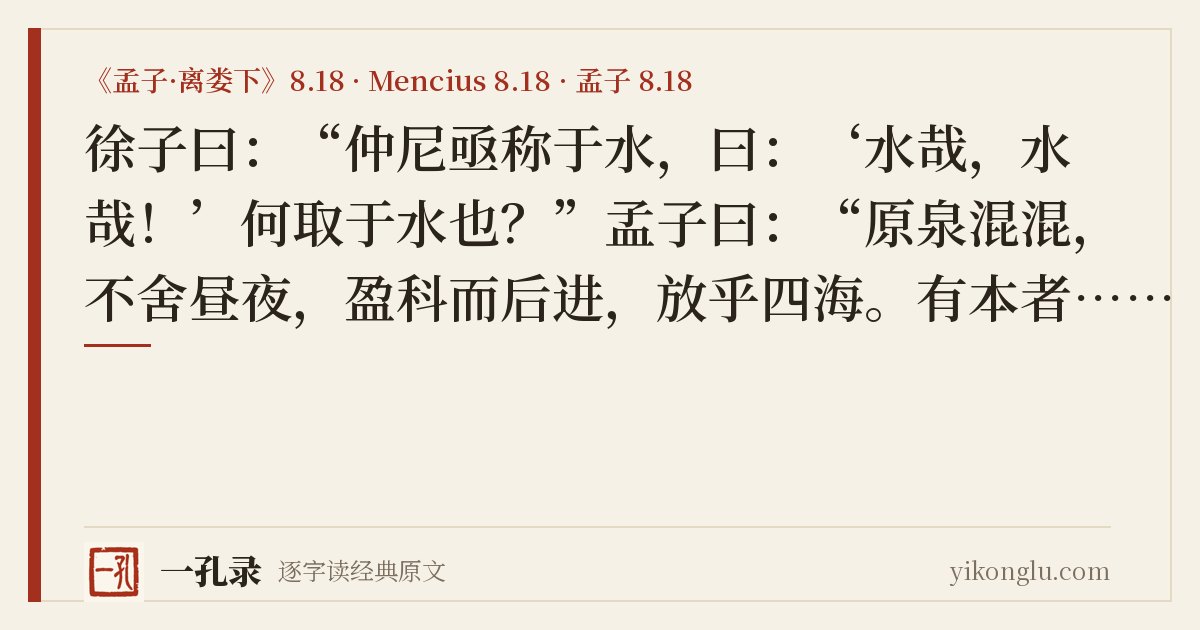 《孟子·离娄下》8.18 · Mencius 8.18 · 孟子 8.18
徐子曰：“仲尼亟称于水，曰：‘水哉，水
哉！’何取于水也？”孟子曰：“原泉混混，
不舍昼夜，盈科而后进，放乎四海。有本者……
一孔
一孔录 逐字读经典原文
yikonglu.com